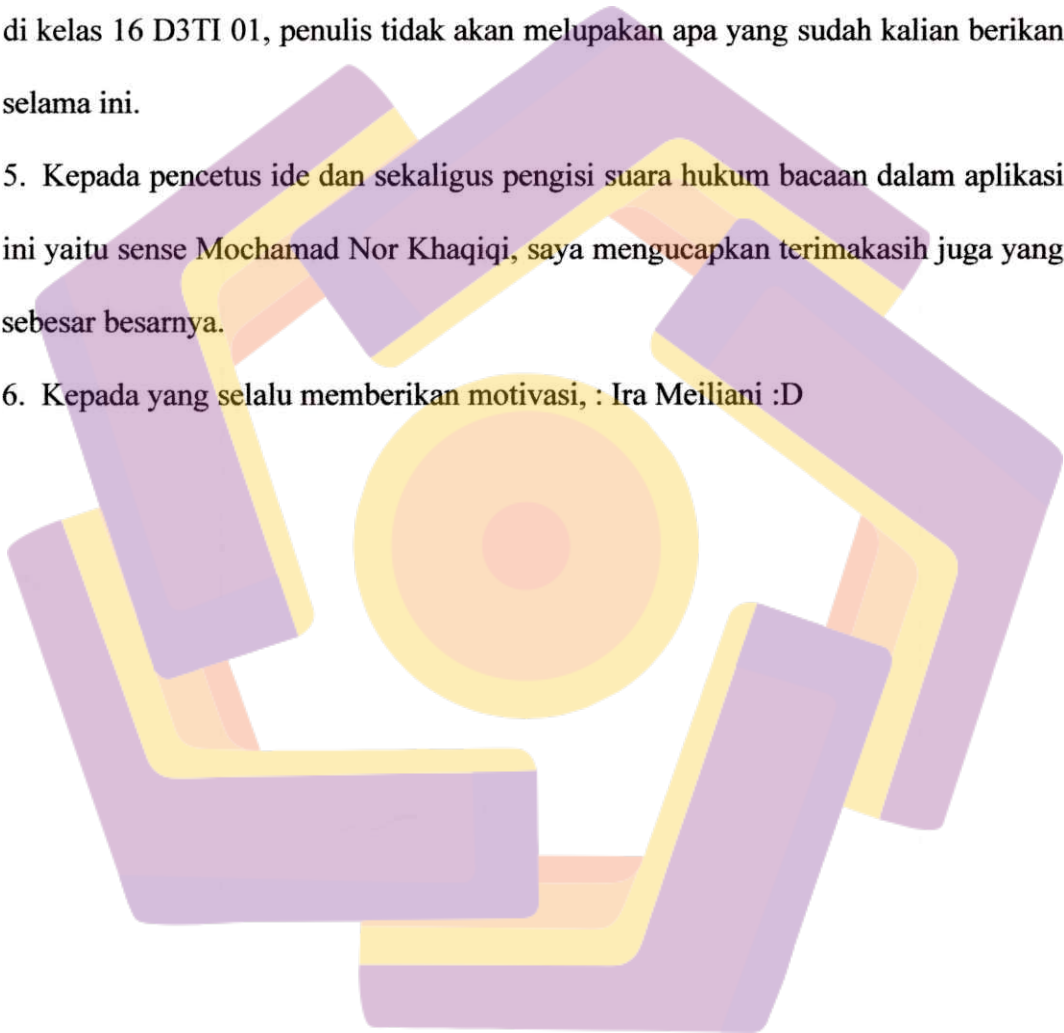 di kelas 16 D3TI 01, penulis tidak akan melupakan apa yang sudah kalian berikan
selama ini.
5. Kepada pencetus ide dan sekaligus pengisi suara hukum bacaan dalam aplikasi
ini yaitu sense Mochamad Nor Khaqiqi, saya mengucapkan terimakasih juga yang
sebesar besarnya.
6. Kepada yang selalu memberikan motivasi, : Ira Meiliani :D